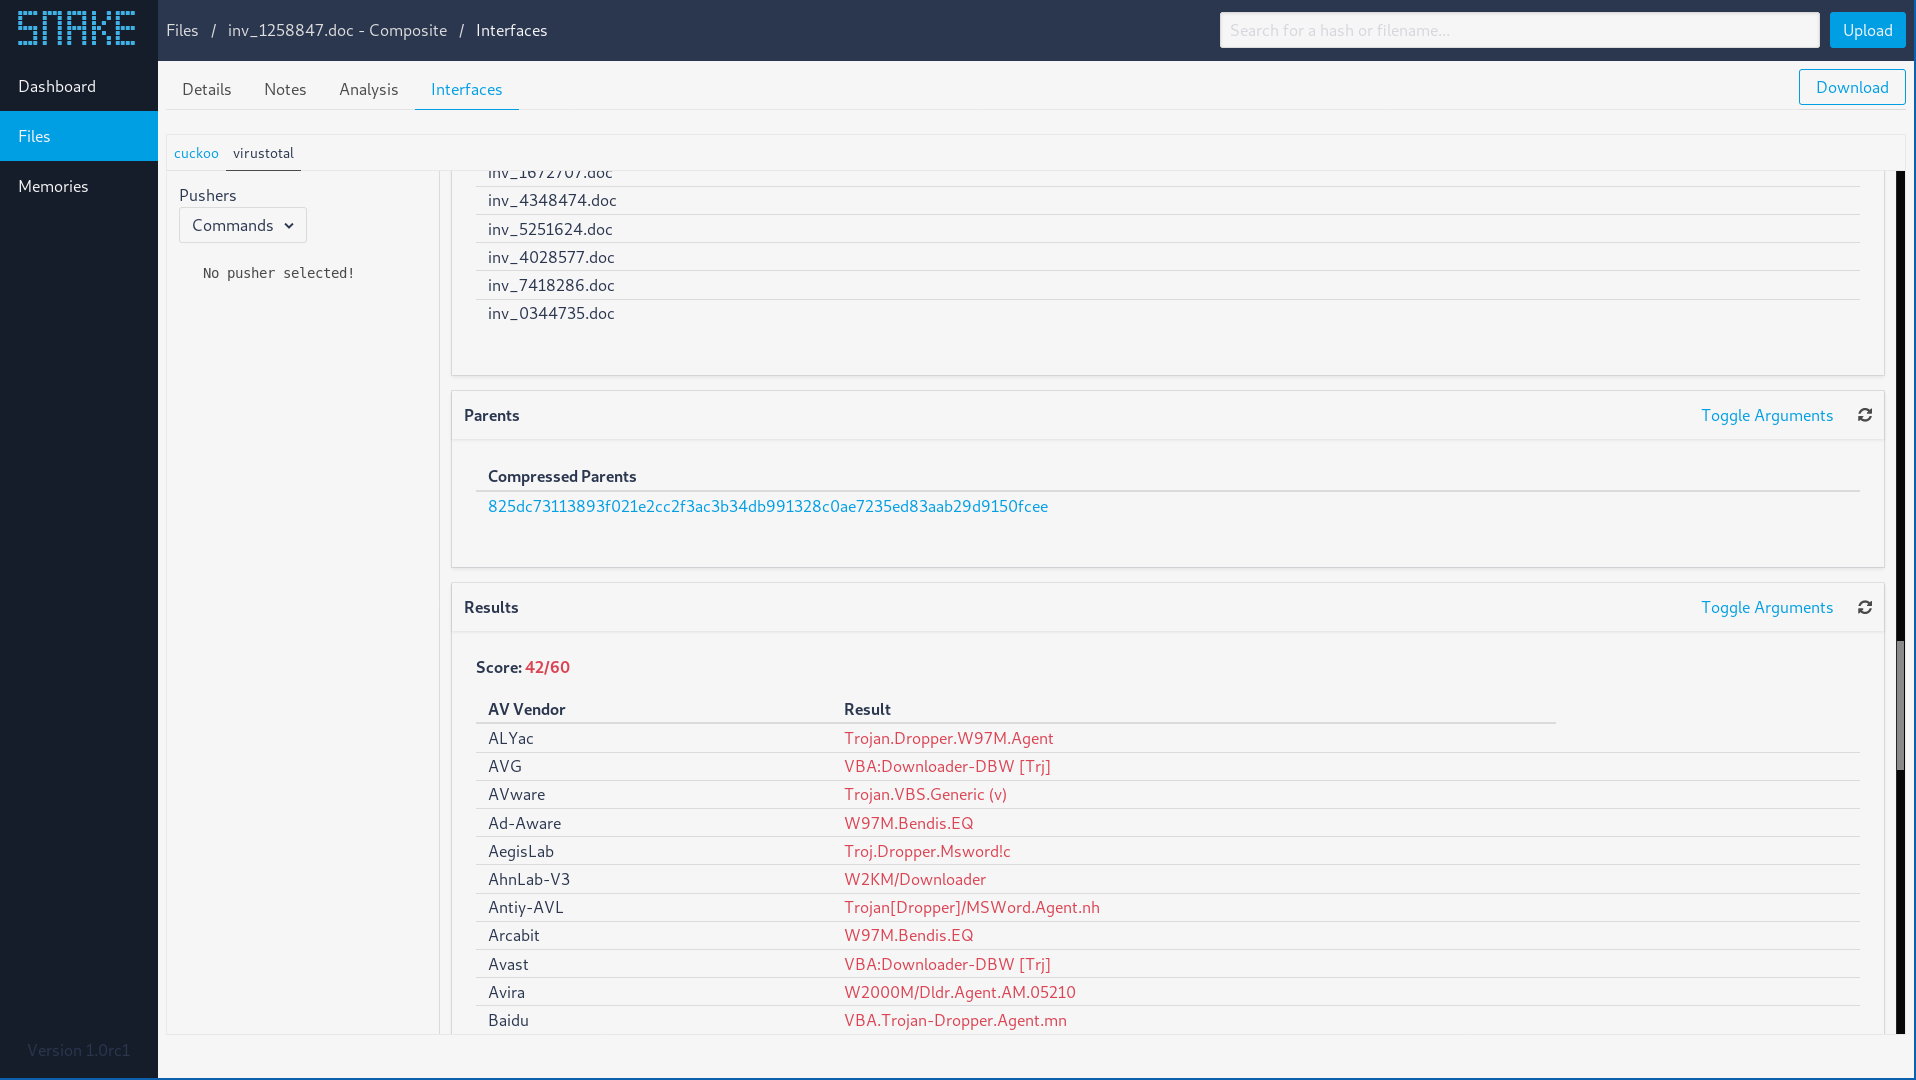 SNAKE
Files / inv_1258847.doc - Composite / Interfaces
Search for a hash or filename...
Upload
Dashboard
Files
Memories
Version 1.0rc1
Details Notes Analysis Interfaces
Download
cuckoo virustotal
Pushers
Commands
No pusher selected!
inv_1672707.doc
inv_4348474.doc
inv_5251624.doc
inv_4028577.doc
inv_7418286.doc
inv_0344735.doc
Parents Toggle Arguments
Compressed Parents
825dc73113893f021e2cc2f3ac3b34db991328c0ae7235ed83aab29d9150fcee
Results Toggle Arguments
Score: 42/60
AV Vendor Result
ALYac Trojan.Dropper.W97M.Agent
AVG VBA:Downloader-DBW [Trj]
AVware Trojan.VBS.Generic (v)
Ad-Aware W97M.Bendis.EQ
AegisLab Troj.Dropper.Msword!c
AhnLab-V3 W2KM/Downloader
Antiy-AVL Trojan[Dropper]/MSWord.Agent.nh
Arcabit W97M.Bendis.EQ
Avast VBA:Downloader-DBW [Trj]
Avira W2000M/Dldr.Agent.AM.05210
Baidu VBA.Trojan-Dropper.Agent.mn